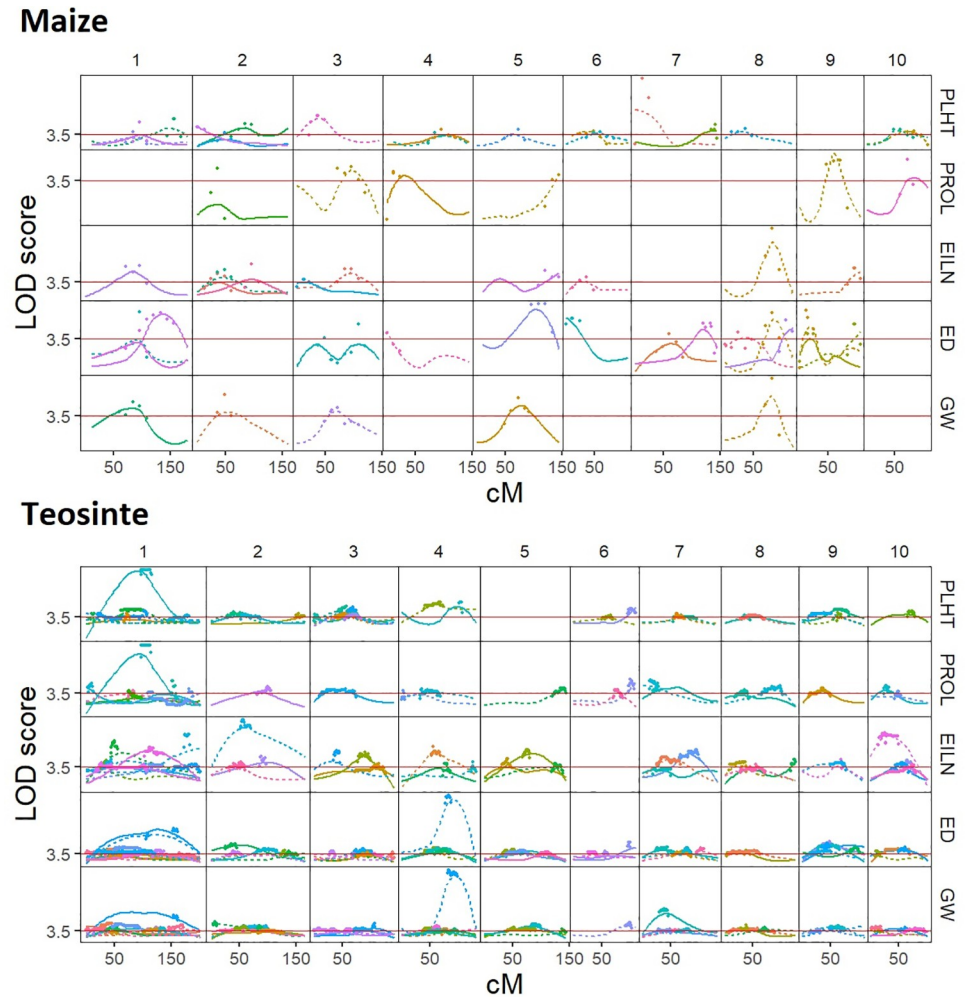 Maize
1 2 3 4 5 6 7 8 9 10
3.5 PLHT
3.5 PROL
3.5 EILN
3.5 ED
3.5 GW
LOD score
50 150 50 50 150 50 150 50 150 50 50 150 50 50 50
cM
Teosinte
1 2 3 4 5 6 7 8 9 10
3.5 PLHT
3.5 PROL
3.5 EILN
3.5 ED
3.5 GW
LOD score
50 150 50 150 50 50 50 150 50 50 50 50 50
cM